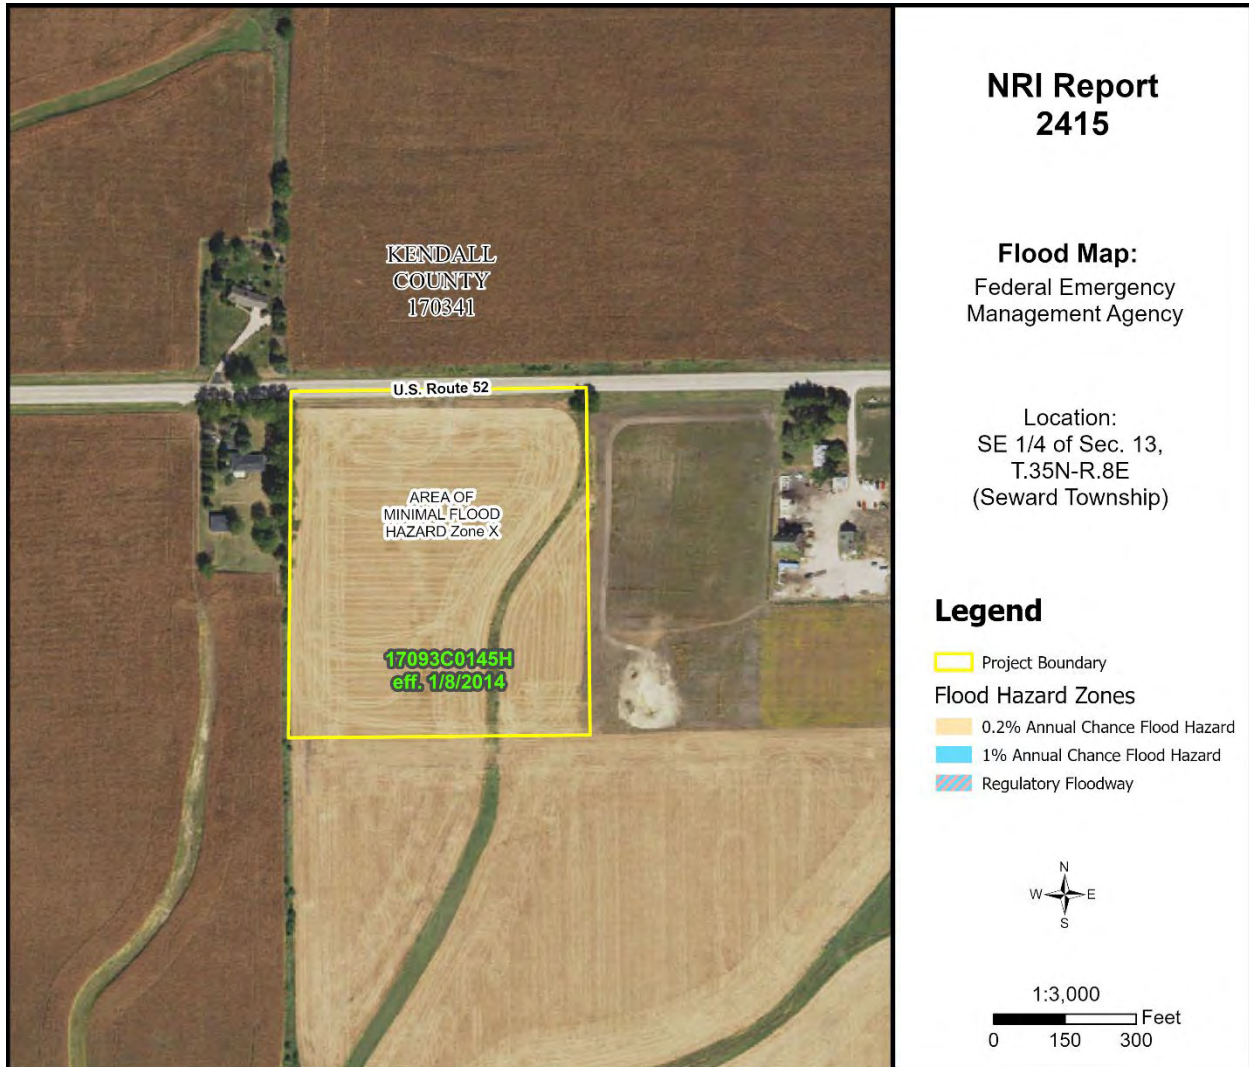 KENDALL
COUNTY
170341
U.S. Route 52
AREA OF
MINIMAL FLOOD
HAZARD Zone X
17093C0145H
eff. 1/8/2014
NRI Report
2415
Flood Map:
Federal Emergency
Management Agency
Location:
SE 1/4 of Sec. 13,
T.35N-R.8E
(Seward Township)
Legend
Project Boundary
Flood Hazard Zones
0.2% Annual Chance Flood Hazard
1% Annual Chance Flood Hazard
Regulatory Floodway
N
W E
S
1:3,000
Feet
0 150 300